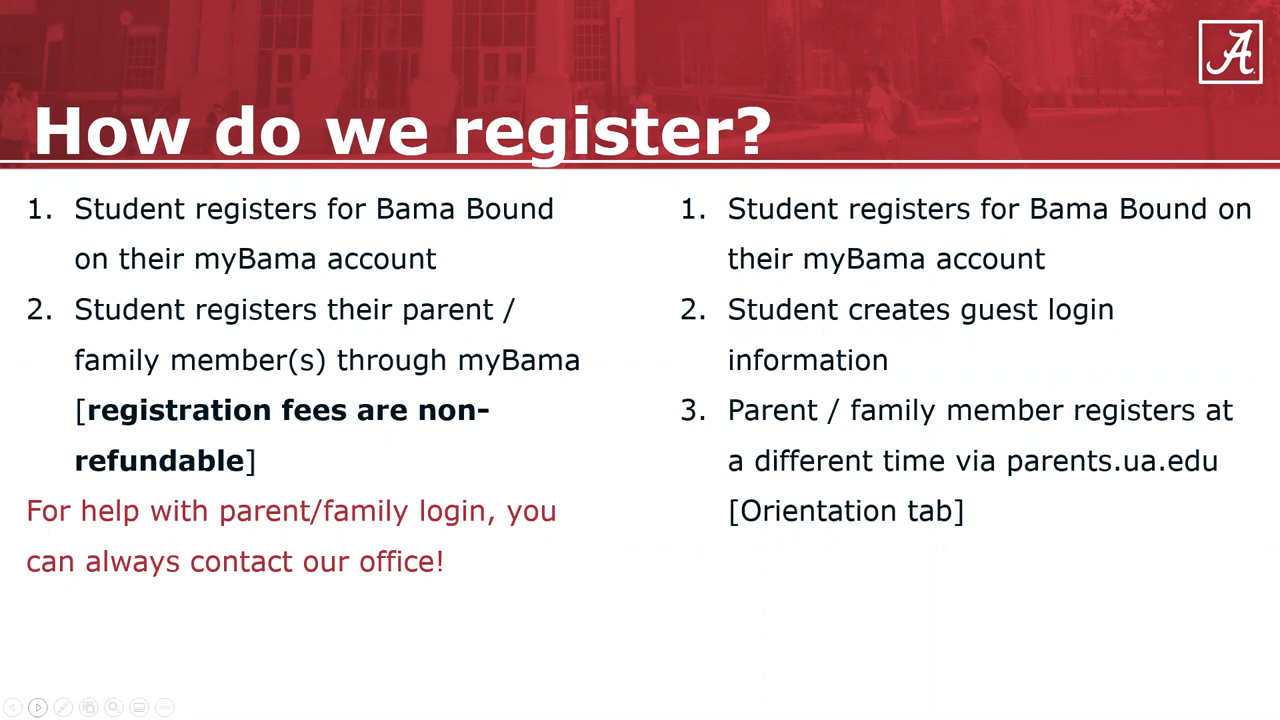 How do we register?
1. Student registers for Bama Bound
on their myBama account
2. Student registers their parent /
family member(s) through myBama
[registration fees are non-
refundable]
For help with parent/family login, you
can always contact our office!
1. Student registers for Bama Bound on
their myBama account
2. Student creates guest login
information
3. Parent / family member registers at
a different time via parents.ua.edu
[Orientation tab]
A